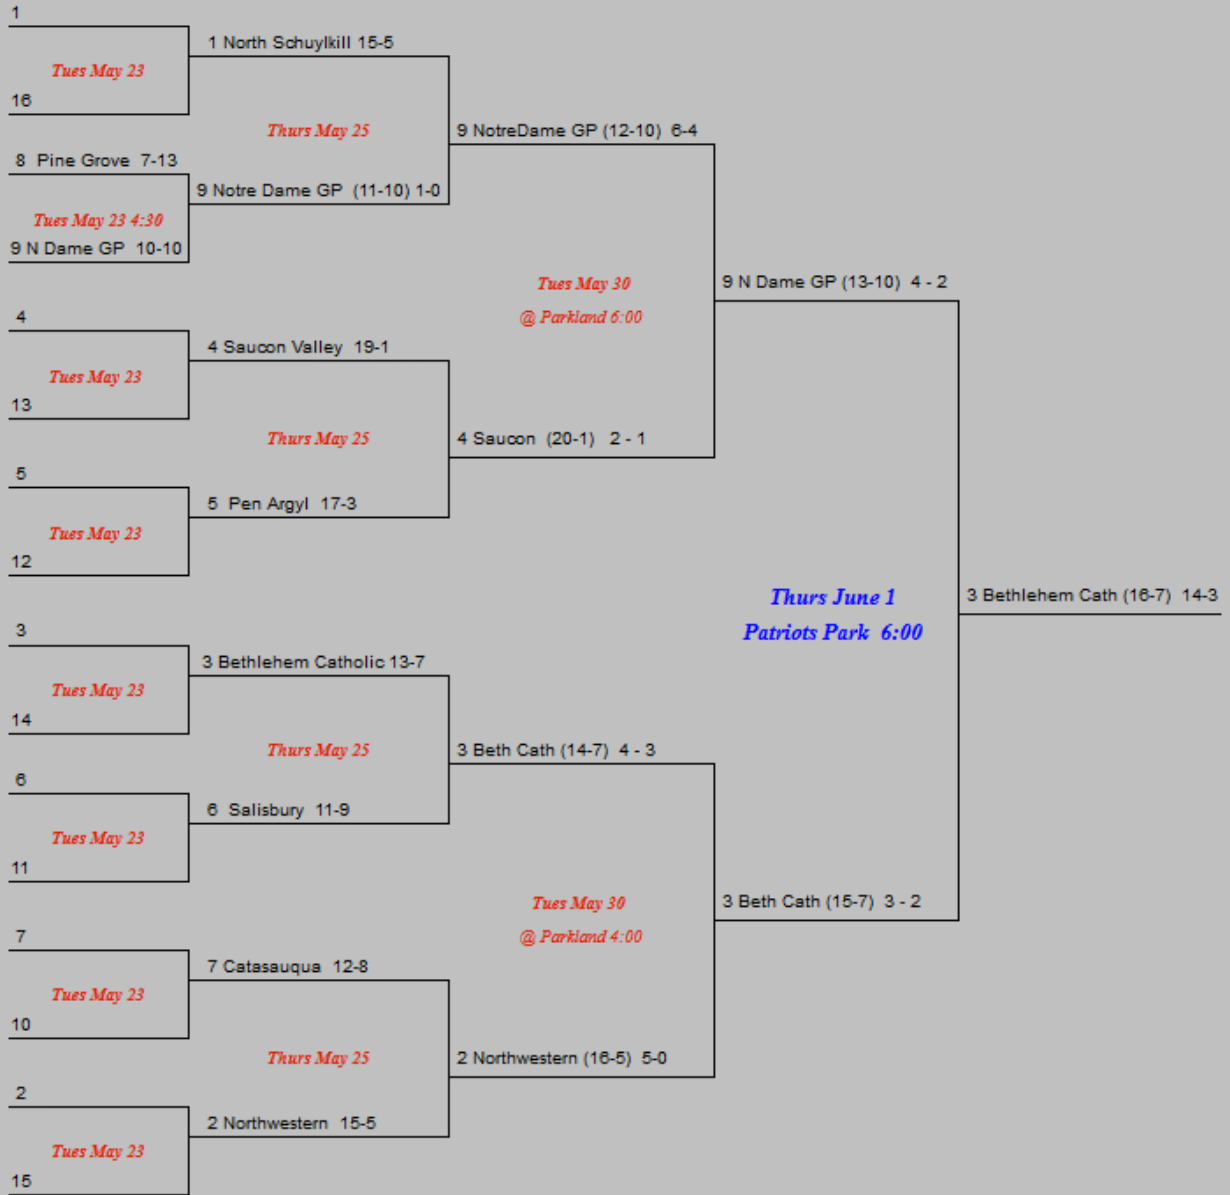 1
1 North Schuylkill 15-5
Tues May 23
16
Thurs May 25
9 NotreDame GP (12-10) 6-4
8 Pine Grove 7-13
9 Notre Dame GP (11-10) 1-0
Tues May 23 4:30
9 N Dame GP 10-10
Tues May 30
@ Parkland 6:00
9 N Dame GP (13-10) 4 - 2
4
4 Saucon Valley 19-1
Tues May 23
13
Thurs May 25
4 Saucon (20-1) 2 - 1
5
5 Pen Argyl 17-3
Tues May 23
12
Thurs June 1
Patriots Park 6:00
3 Bethlehem Cath (16-7) 14-3
3
3 Bethlehem Catholic 13-7
Tues May 23
14
Thurs May 25
3 Beth Cath (14-7) 4 - 3
6
6 Salisbury 11-9
Tues May 23
11
Tues May 30
@ Parkland 4:00
3 Beth Cath (15-7) 3 - 2
7
7 Catasauqua 12-8
Tues May 23
10
Thurs May 25
2 Northwestern (16-5) 5-0
2
2 Northwestern 15-5
Tues May 23
15